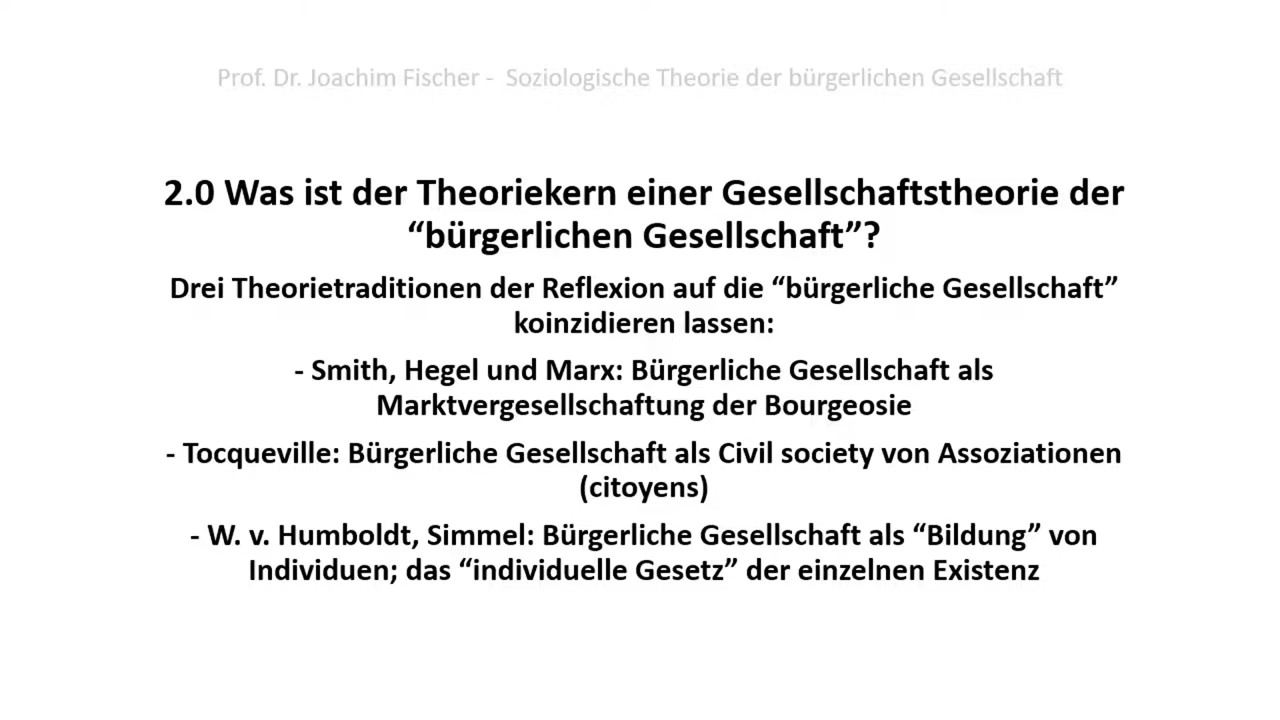 Prof. Dr. Joachim Fischer - Soziologische Theorie der bürgerlichen Gesellschaft
2.0 Was ist der Theoriekern einer Gesellschaftstheorie der
“bürgerlichen Gesellschaft”?
Drei Theorietraditionen der Reflexion auf die “bürgerliche Gesellschaft”
koinzidieren lassen:
- Smith, Hegel und Marx: Bürgerliche Gesellschaft als
Marktvergesellschaftung der Bourgeosie
- Tocqueville: Bürgerliche Gesellschaft als Civil society von Assoziationen
(citoyens)
- W. v. Humboldt, Simmel: Bürgerliche Gesellschaft als “Bildung” von
Individuen; das “individuelle Gesetz” der einzelnen Existenz